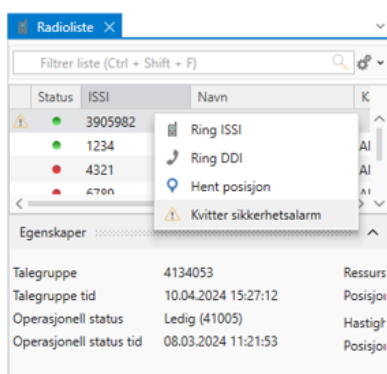 Radioliste
Filtrer liste (Ctrl + Shift + F)
Status ISSI Navn K
3905982
Ring ISSI
1234
Ring DDI
4321
Hent posisjon
6789
Kvitter sikkerhetsalarm
Egenskaper
Talegruppe 4134053 Ressurs
Talegruppe tid 10.04.2024 15:27:12 Posisjon
Operasjonell status Ledig (41005) Hastigh
Operasjonell status tid 08.03.2024 11:21:53 Posisjon